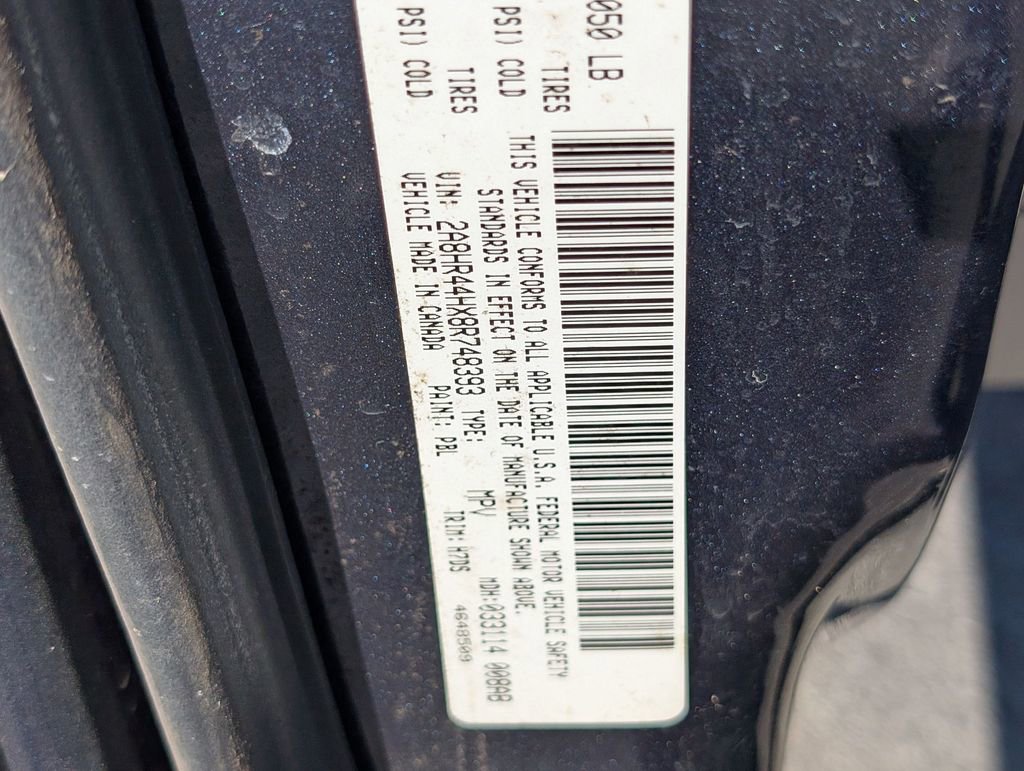 050 LB
TIRES
PSI) COLD
TIRES
PSI) COLD
THIS VEHICLE CONFORMS TO ALL APPLICABLE U.S.A. FEDERAL MOTOR VEHICLE SAFETY
STANDARDS IN EFFECT ON THE DATE OF MANUFACTURE SHOWN ABOVE.
VIN: 2A8HR44HX8R748393 TYPE: MPV MDH:033114 008AB
VEHICLE MADE IN CANADA PAINT: PBL TRIM: H7DS 4648509